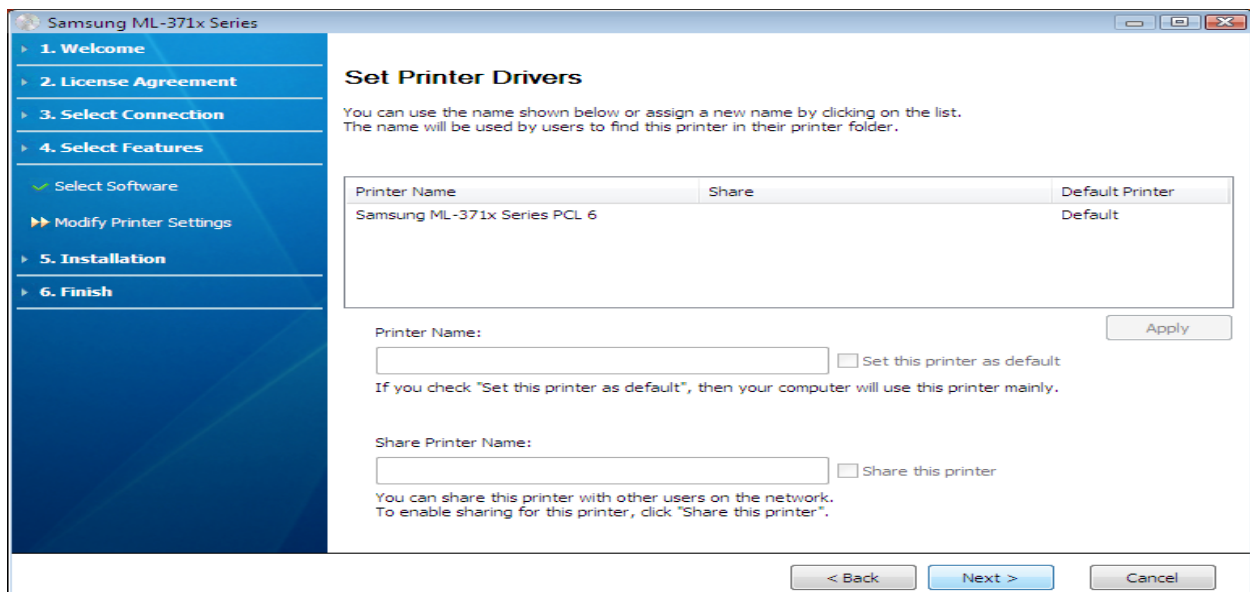 Samsung ML-371x Series
1. Welcome
2. License Agreement
3. Select Connection
4. Select Features
Select Software
Modify Printer Settings
5. Installation
6. Finish
Set Printer Drivers
You can use the name shown below or assign a new name by clicking on the list.
The name will be used by users to find this printer in their printer folder.
Printer Name Share Default Printer
Samsung ML-371x Series PCL 6 Default
Apply
Printer Name:
Set this printer as default
If you check "Set this printer as default", then your computer will use this printer mainly.
Share Printer Name:
Share this printer
You can share this printer with other users on the network.
To enable sharing for this printer, click "Share this printer".
< Back Next > Cancel